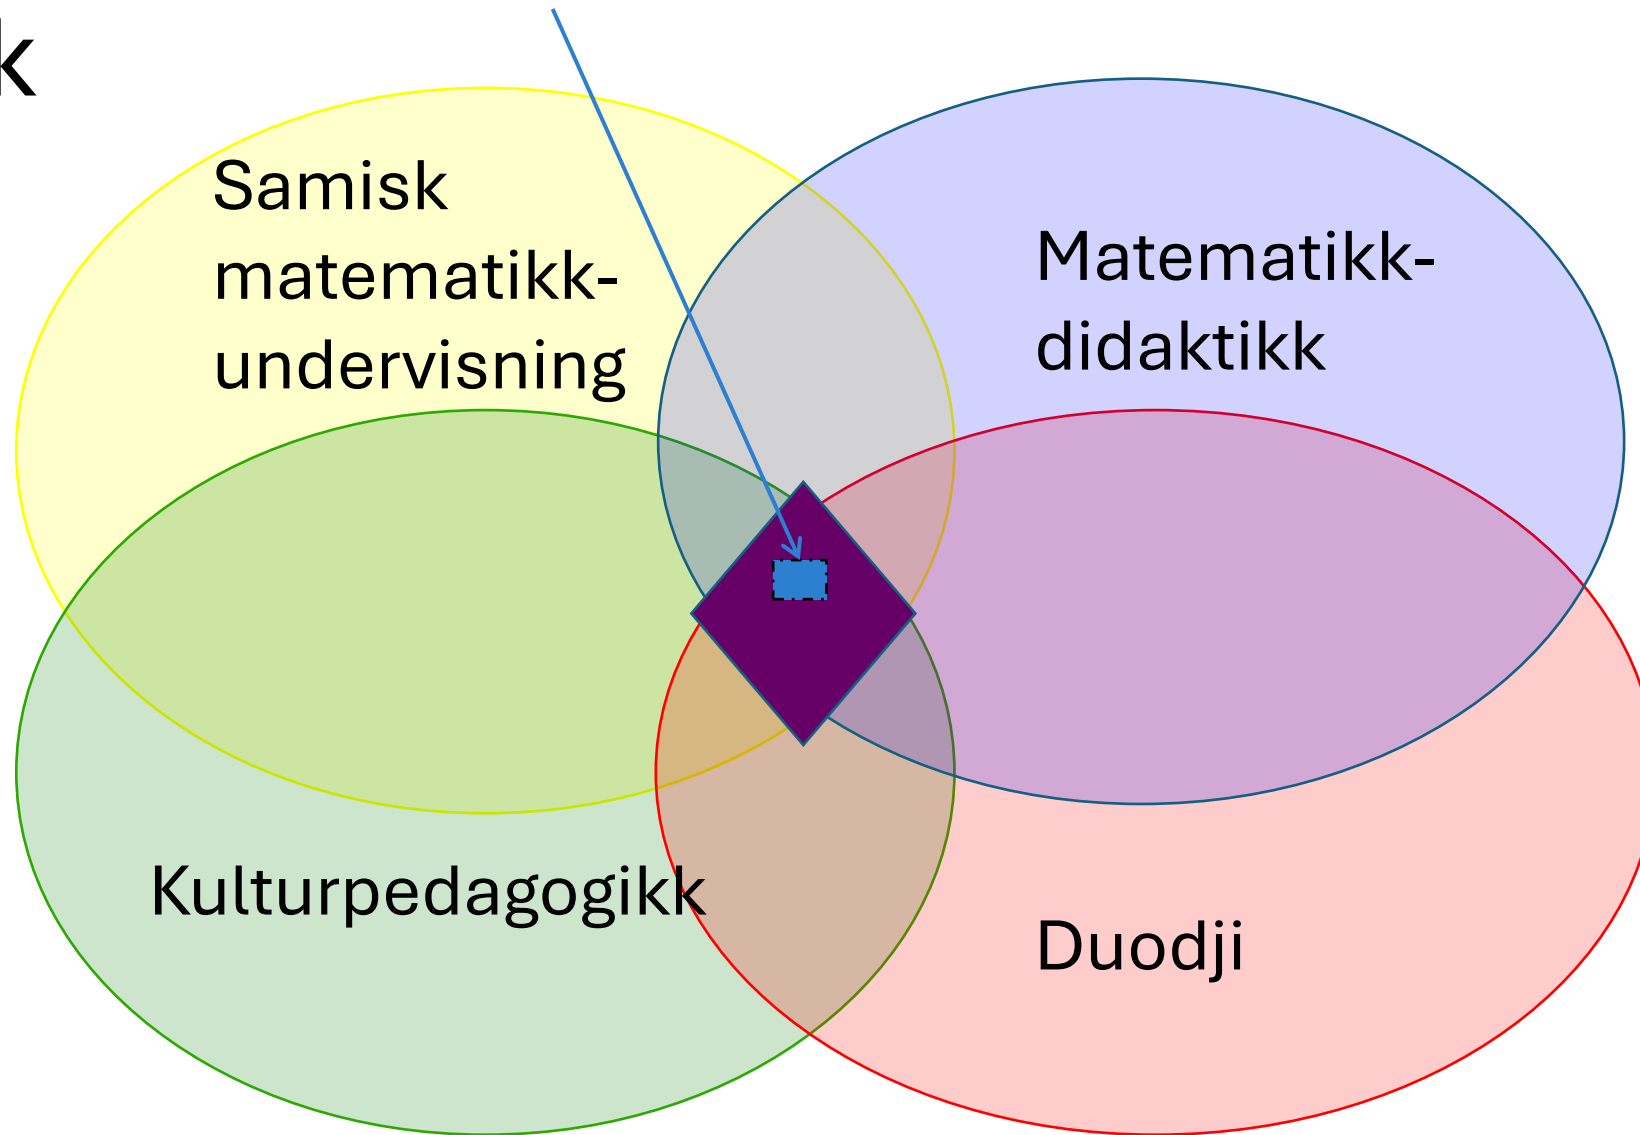 k
Samisk
matematikk-
undervisning
Matematikk-
didaktikk
Kulturpedagogikk
Duodji